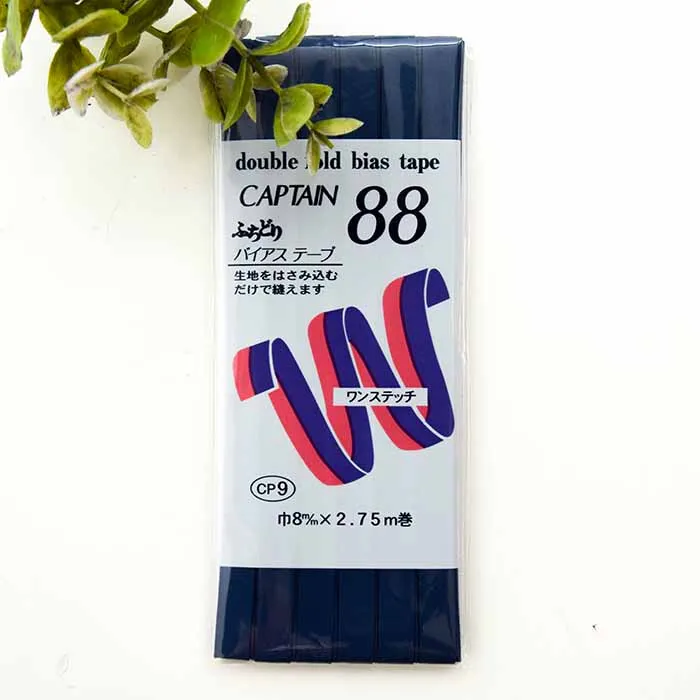 double fold bias tape
CAPTAIN 88
ふちどり
バイアス テープ
生地をはさみ込む
だけで縫えます
ワンステッチ
CP9
巾8m/m×2.75m巻